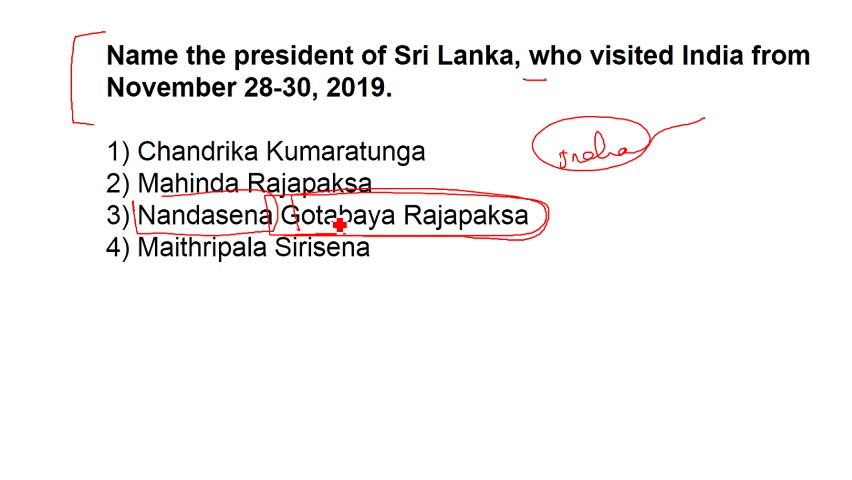 Name the president of Sri Lanka, who visited India from
November 28-30, 2019.
1) Chandrika Kumaratunga
India
2) Mahinda Rajapaksa
3) Nandasena Gotabaya Rajapaksa
4) Maithripala Sirisena